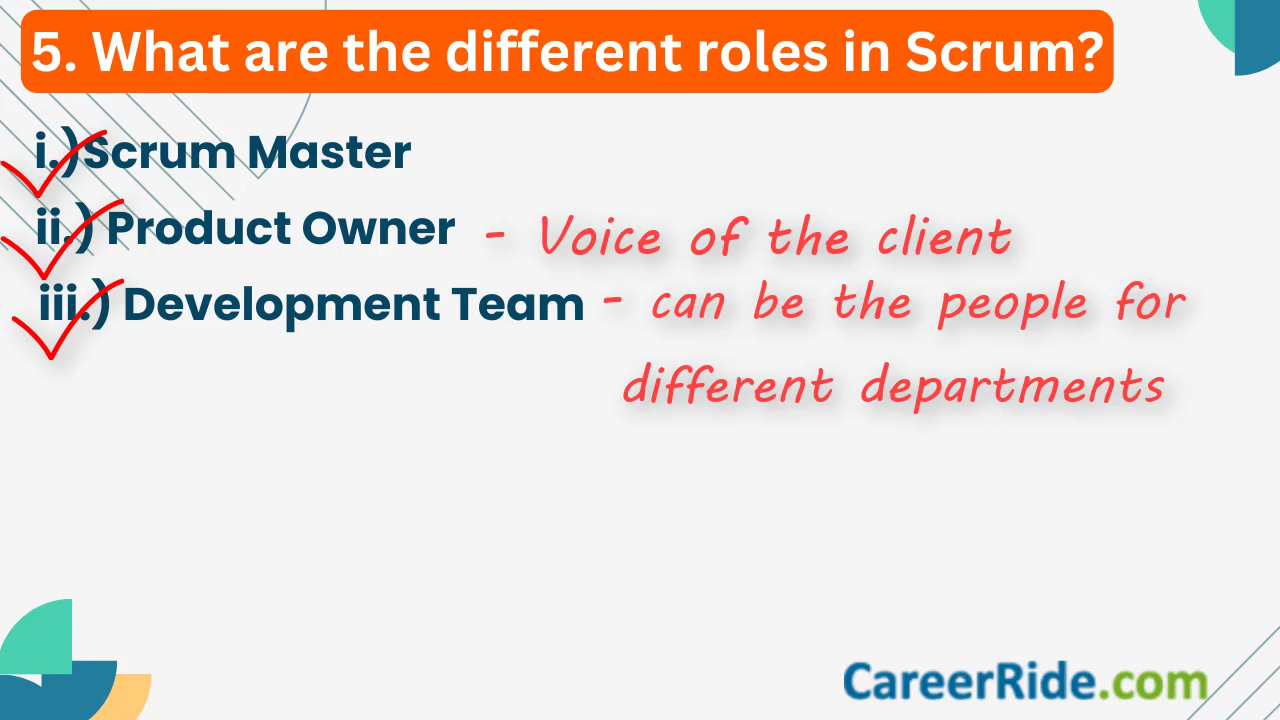 5. What are the different roles in Scrum?
i.)Scrum Master
ii.) Product Owner - Voice of the client
iii.) Development Team - can be the people for
different departments
CareerRide.com